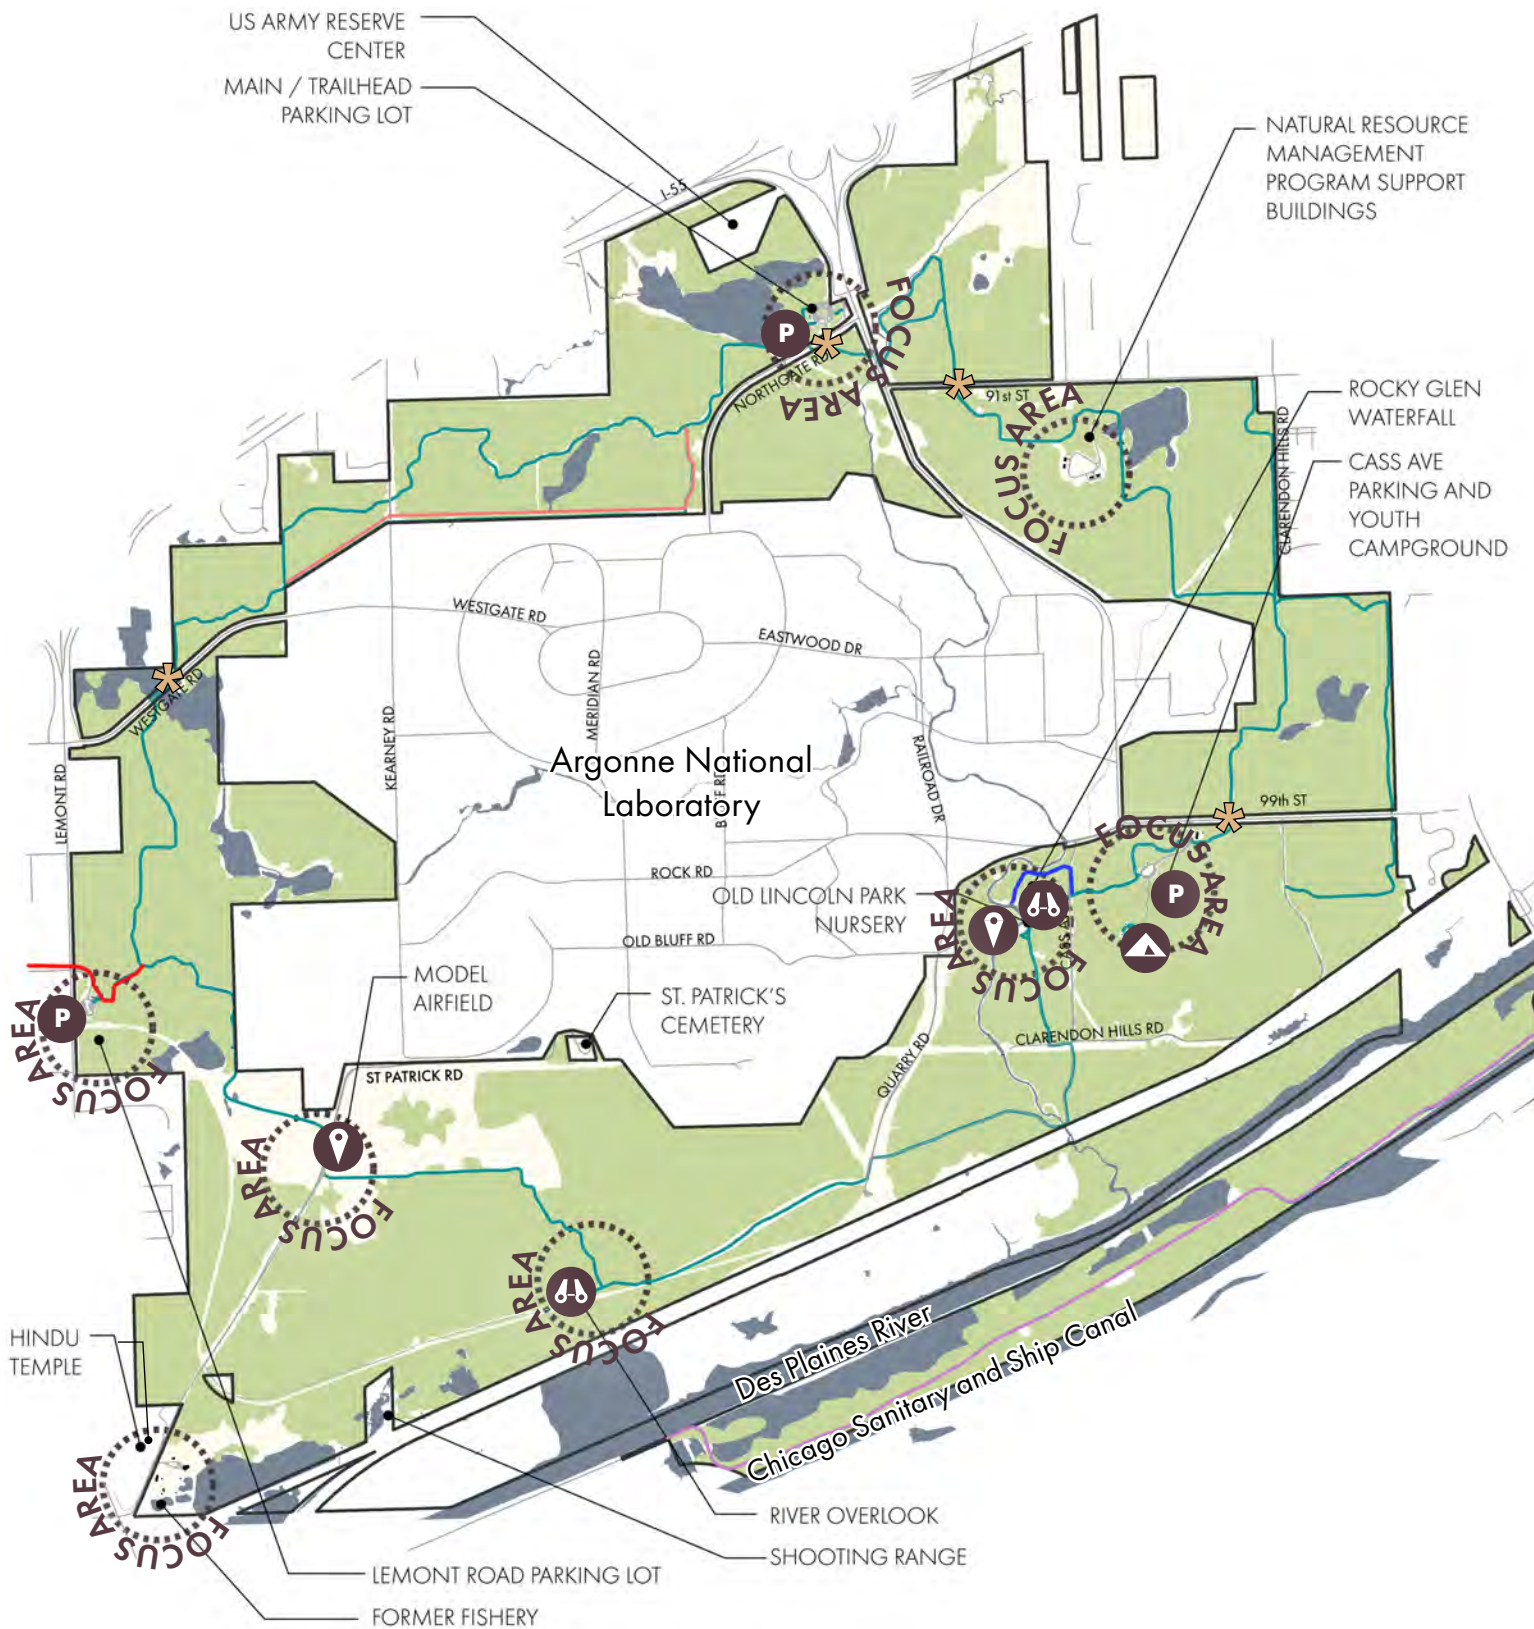 US ARMY RESERVE
CENTER
MAIN / TRAILHEAD
PARKING LOT
NATURAL RESOURCE
MANAGEMENT
PROGRAM SUPPORT
BUILDINGS
I-55
FOCUS AREA
P
NORTHGATE RD
91st ST
FOCUS AREA
ROCKY GLEN
WATERFALL
CLARENDON HILLS RD
CASS AVE
PARKING AND
YOUTH
CAMPGROUND
WESTGATE RD
EASTWOOD DR
MERIDIAN RD
WESTGATE RD
KEARNEY RD
LEMONT RD
RAILROAD DR
Argonne National
Laboratory
99th ST
FOCUS AREA
ROCK RD
OLD LINCOLN PARK
NURSERY
P
FOCUS AREA
OLD BLUFF RD
MODEL
AIRFIELD
ST. PATRICK'S
CEMETERY
P
FOCUS AREA
CLARENDON HILLS RD
QUARRY RD
ST PATRICK RD
FOCUS AREA
FOCUS AREA
HINDU
TEMPLE
Des Plaines River
Chicago Sanitary and Ship Canal
FOCUS AREA
RIVER OVERLOOK
SHOOTING RANGE
LEMONT ROAD PARKING LOT
FORMER FISHERY